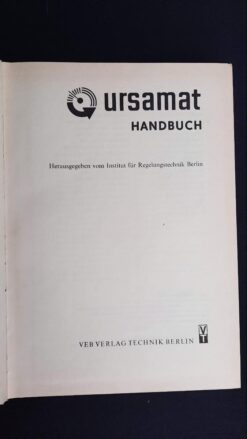 ursamat
HANDBUCH
Herausgegeben vom Institut für Regelungstechnik Berlin
VEB VERLAG TECHNIK BERLIN
VT